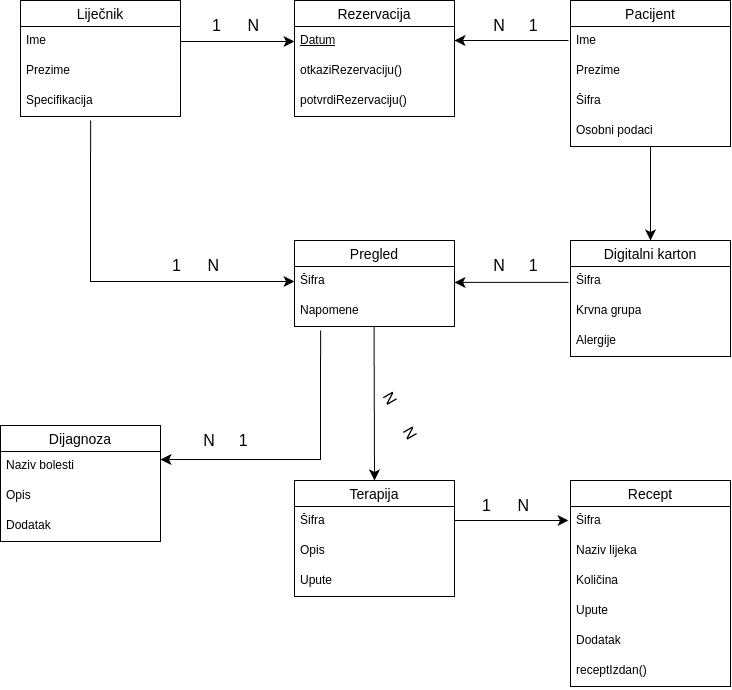 Liječnik
Ime
Prezime
Specifikacija
1 N
Rezervacija
Datum
otkaziRezervaciju()
potvrdiRezervaciju()
N 1
Pacijent
Ime
Prezime
Šifra
Osobni podaci
1 N
Pregled
Šifra
Napomene
N 1
Digitalni karton
Šifra
Krvna grupa
Alergije
N
N
Dijagnoza
Naziv bolesti
Opis
Dodatak
N 1
Terapija
Šifra
Opis
Upute
1 N
Recept
Šifra
Naziv lijeka
Količina
Upute
Dodatak
receptIzdan()